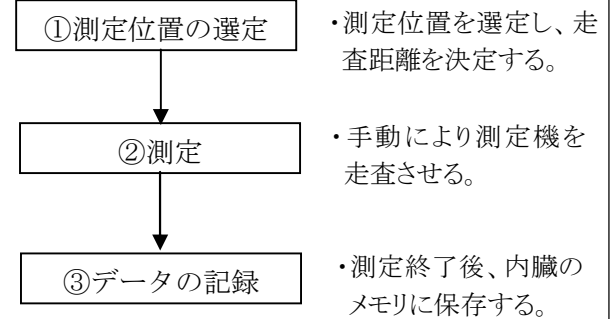 ①測定位置の選定
・測定位置を選定し、走
査距離を決定する。
②測定
・手動により測定機を
走査させる。
③データの記録
・測定終了後、内臓の
メモリに保存する。